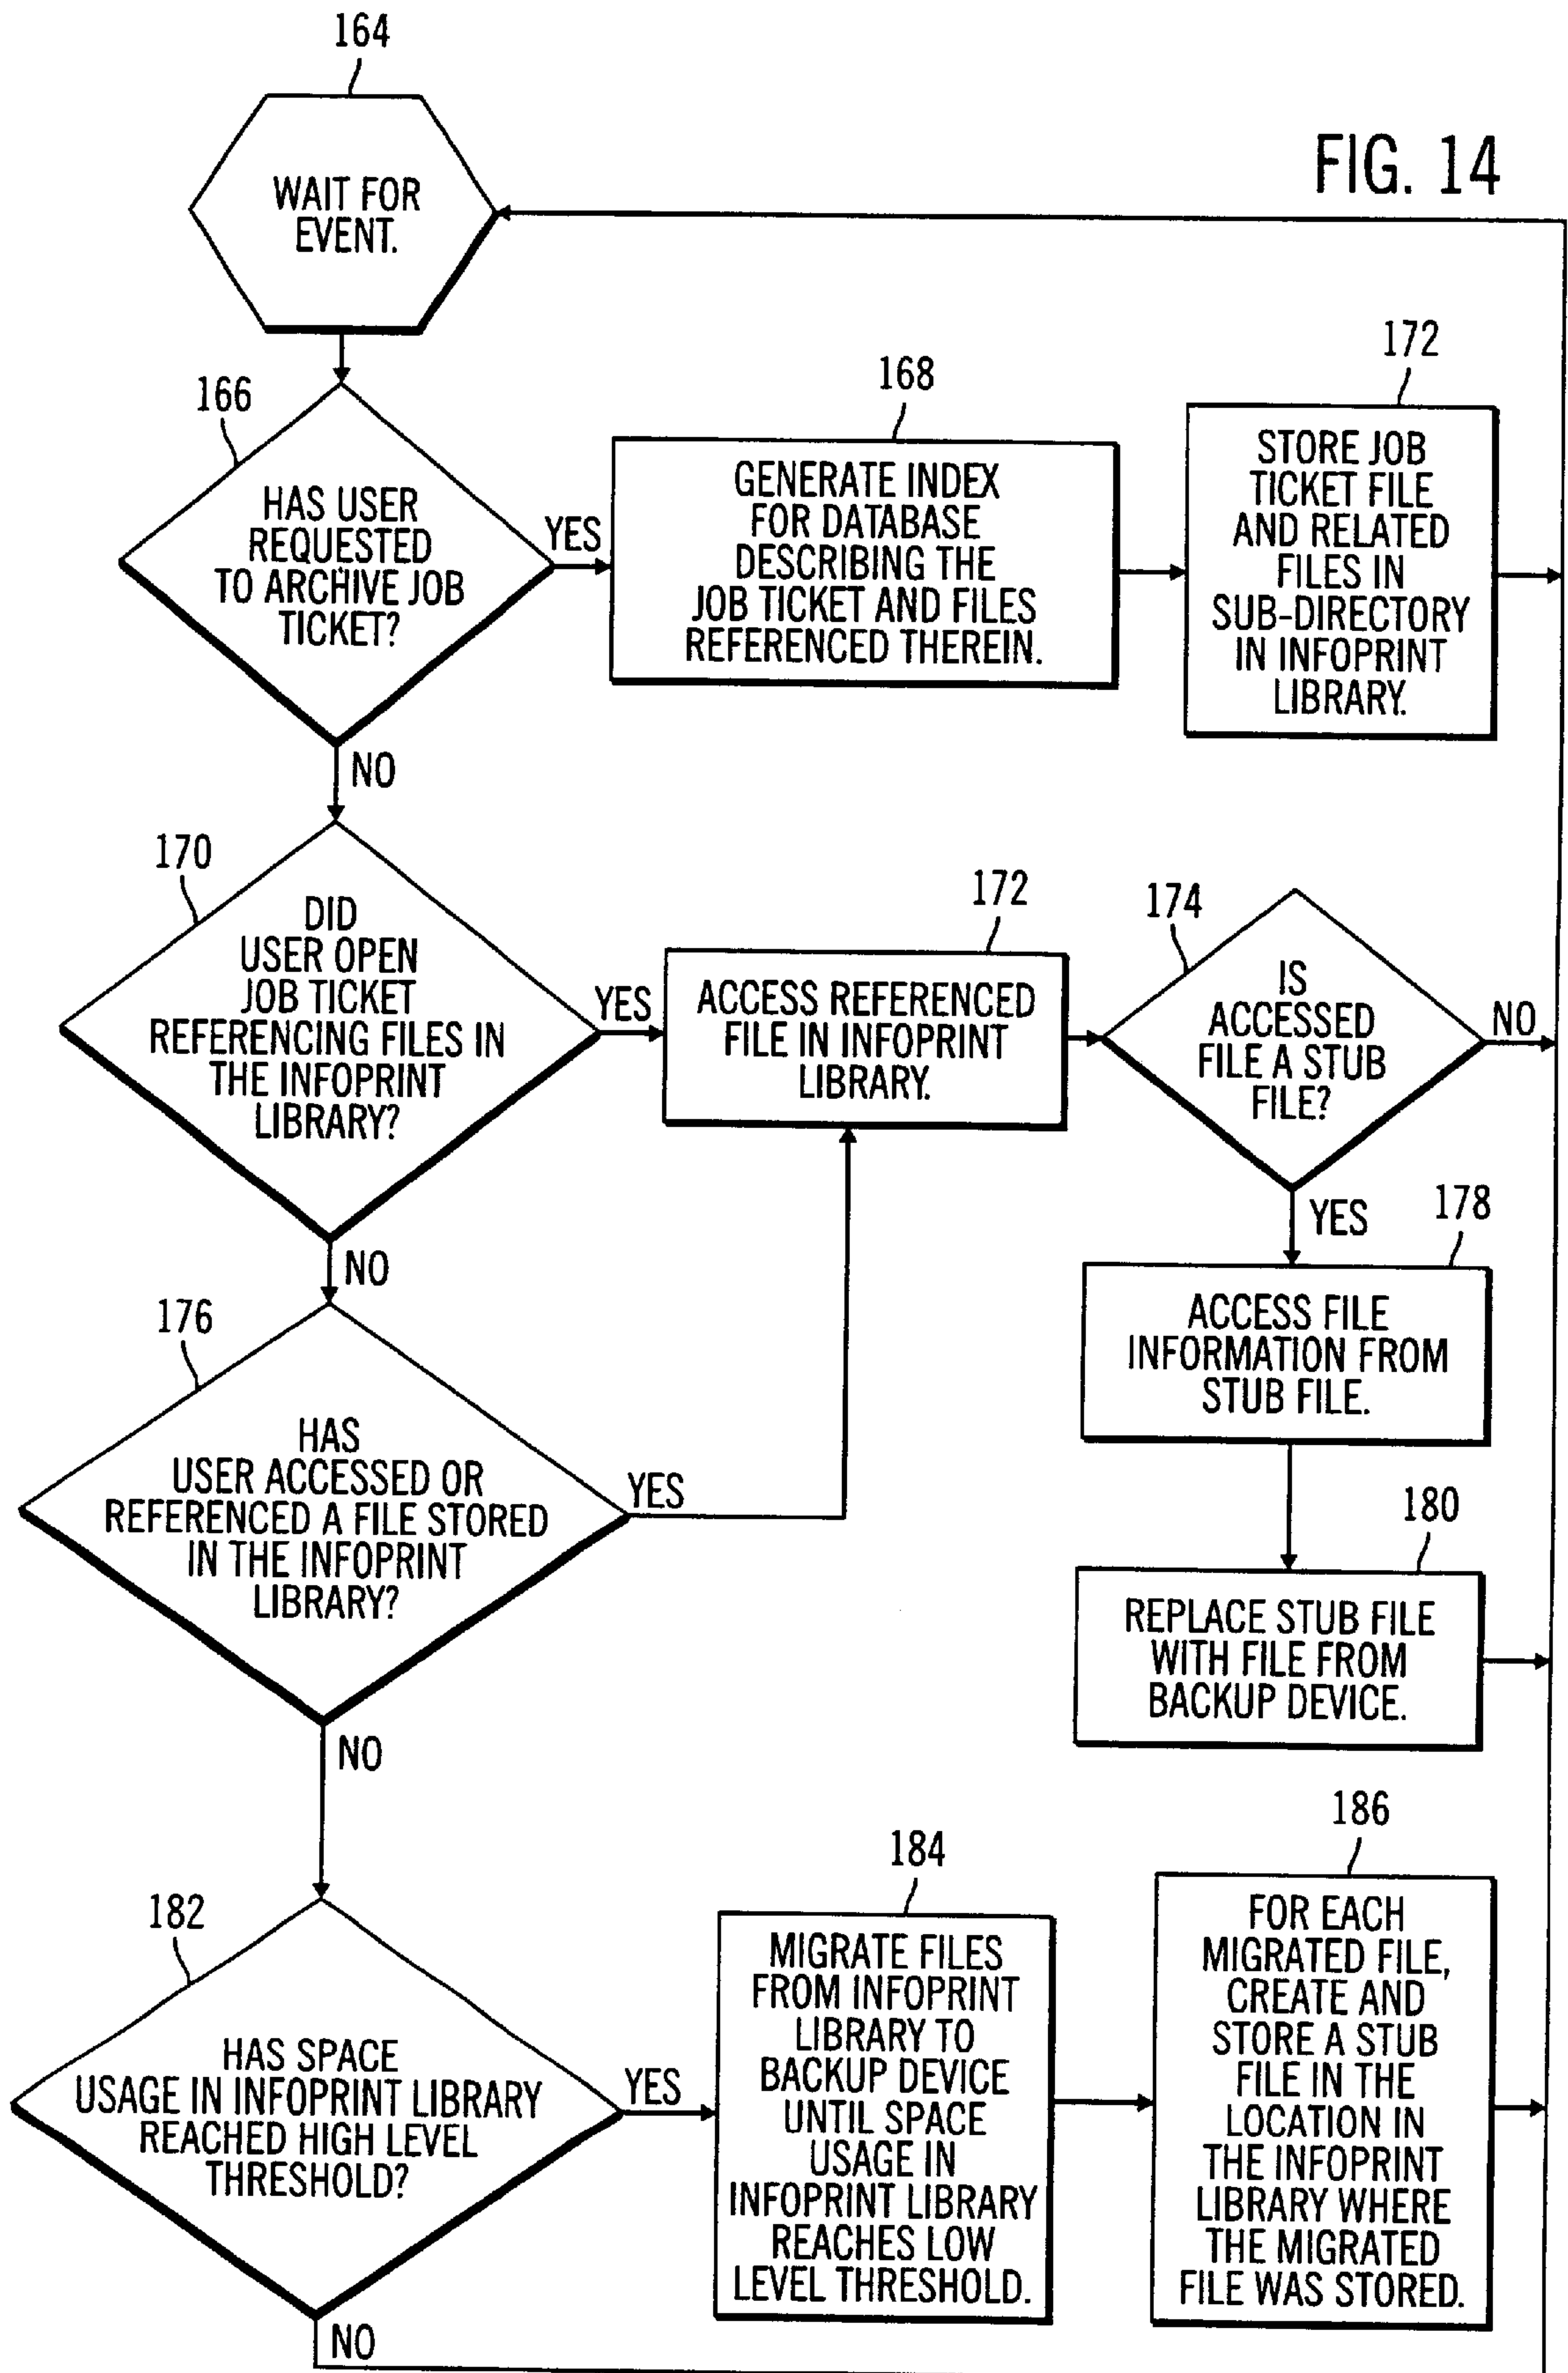 164
FIG. 14
WAIT FOR
EVENT.
166
HAS USER
REQUESTED
TO ARCHIVE JOB
TICKET?
YES
168
GENERATE INDEX
FOR DATABASE
DESCRIBING THE
JOB TICKET AND FILES
REFERENCED THEREIN.
172
STORE JOB
TICKET FILE
AND RELATED
FILES IN
SUB-DIRECTORY
IN INFOPRINT
LIBRARY.
NO
170
DID
USER OPEN
JOB TICKET
REFERENCING FILES IN
THE INFOPRINT
LIBRARY?
YES
172
ACCESS REFERENCED
FILE IN INFOPRINT
LIBRARY.
174
IS
ACCESSED
FILE A STUB
FILE?
NO
YES
178
ACCESS FILE
INFORMATION FROM
STUB FILE.
180
REPLACE STUB FILE
WITH FILE FROM
BACKUP DEVICE.
NO
176
HAS
USER ACCESSED OR
REFERENCED A FILE STORED
IN THE INFOPRINT
LIBRARY?
YES
NO
182
HAS SPACE
USAGE IN INFOPRINT LIBRARY
REACHED HIGH LEVEL
THRESHOLD?
YES
184
MIGRATE FILES
FROM INFOPRINT
LIBRARY TO
BACKUP DEVICE
UNTIL SPACE
USAGE IN
INFOPRINT LIBRARY
REACHES LOW
LEVEL THRESHOLD.
186
FOR EACH
MIGRATED FILE,
CREATE AND
STORE A STUB
FILE IN THE
LOCATION IN
THE INFOPRINT
LIBRARY WHERE
THE MIGRATED
FILE WAS STORED.
NO